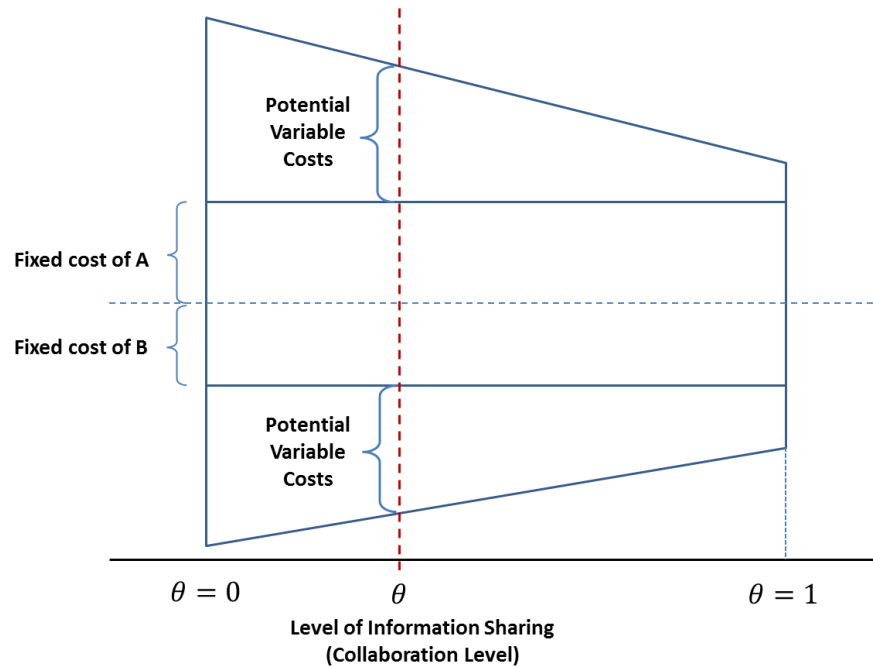 Potential
Variable
Costs
Fixed cost of A
Fixed cost of B
Potential
Variable
Costs
θ = 0
θ
θ = 1
Level of Information Sharing
(Collaboration Level)